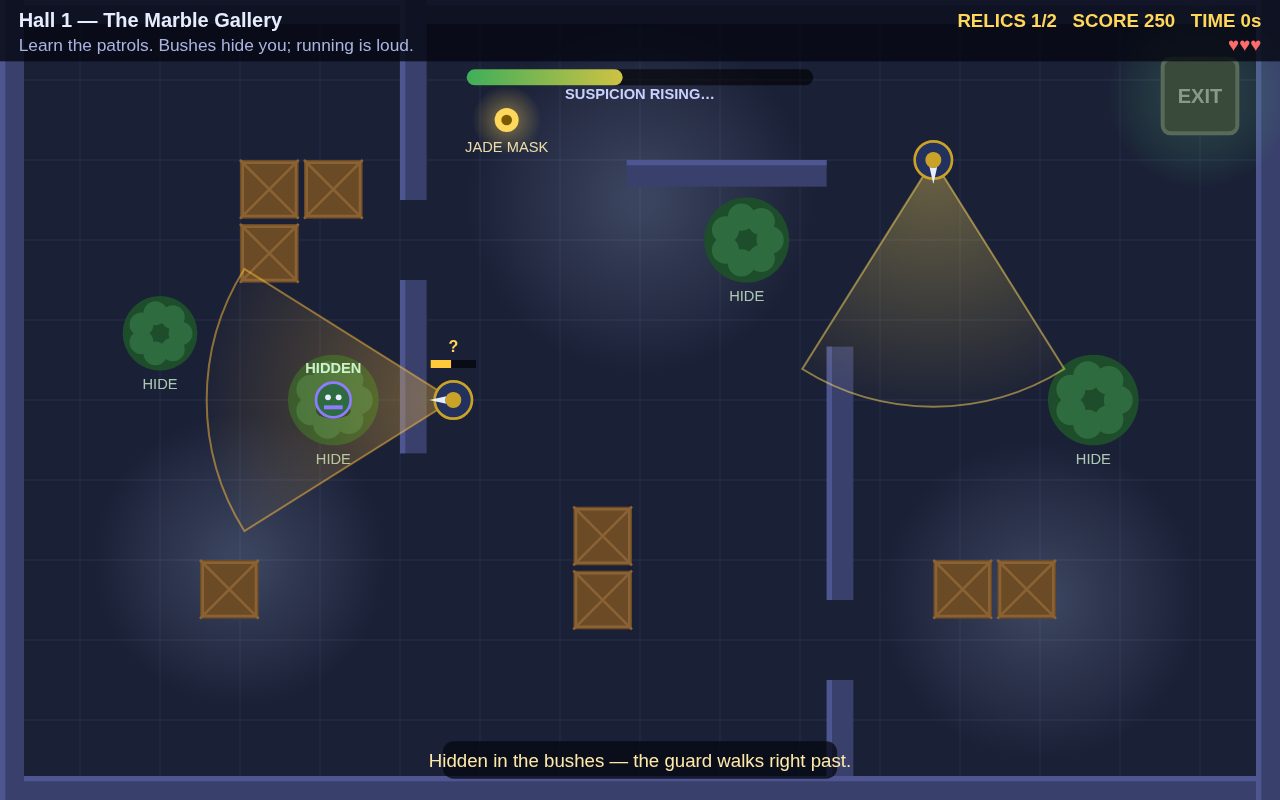 Hall 1 — The Marble Gallery
Learn the patrols. Bushes hide you; running is loud.
RELICS 1/2 SCORE 250 TIME 0s
♥♥♥
SUSPICION RISING…
EXIT
JADE MASK
HIDE
?
HIDDEN
HIDE
HIDE
HIDE
Hidden in the bushes — the guard walks right past.